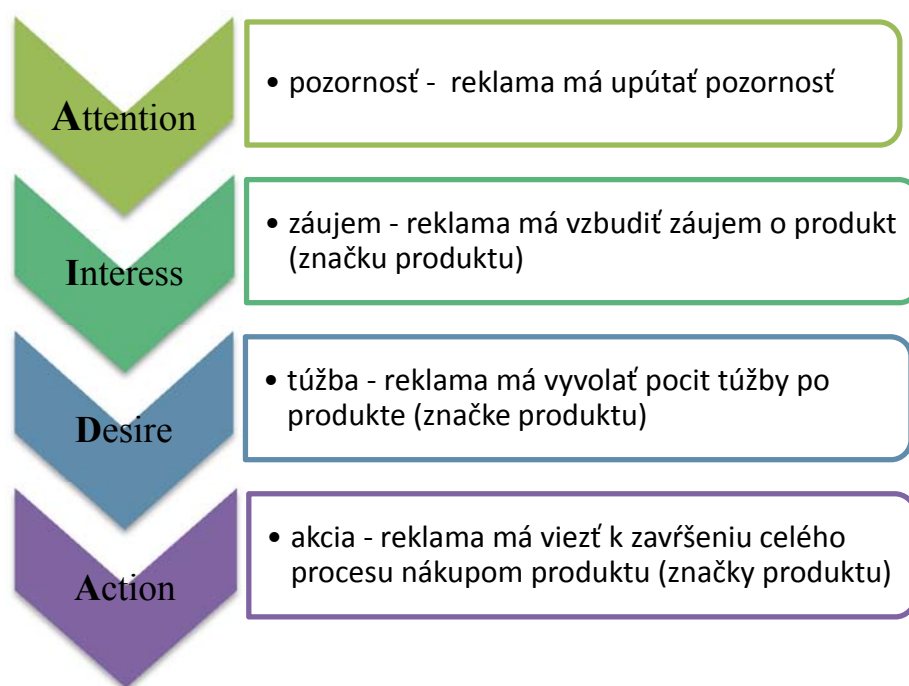 Attention
• pozornosť - reklama má upútať pozornosť
Interess
• záujem - reklama má vzbudiť záujem o produkt
(značku produktu)
Desire
• túžba - reklama má vyvolať pocit túžby po
produkte (značke produktu)
Action
• akcia - reklama má viezť k zavŕšeniu celého
procesu nákupom produktu (značky produktu)